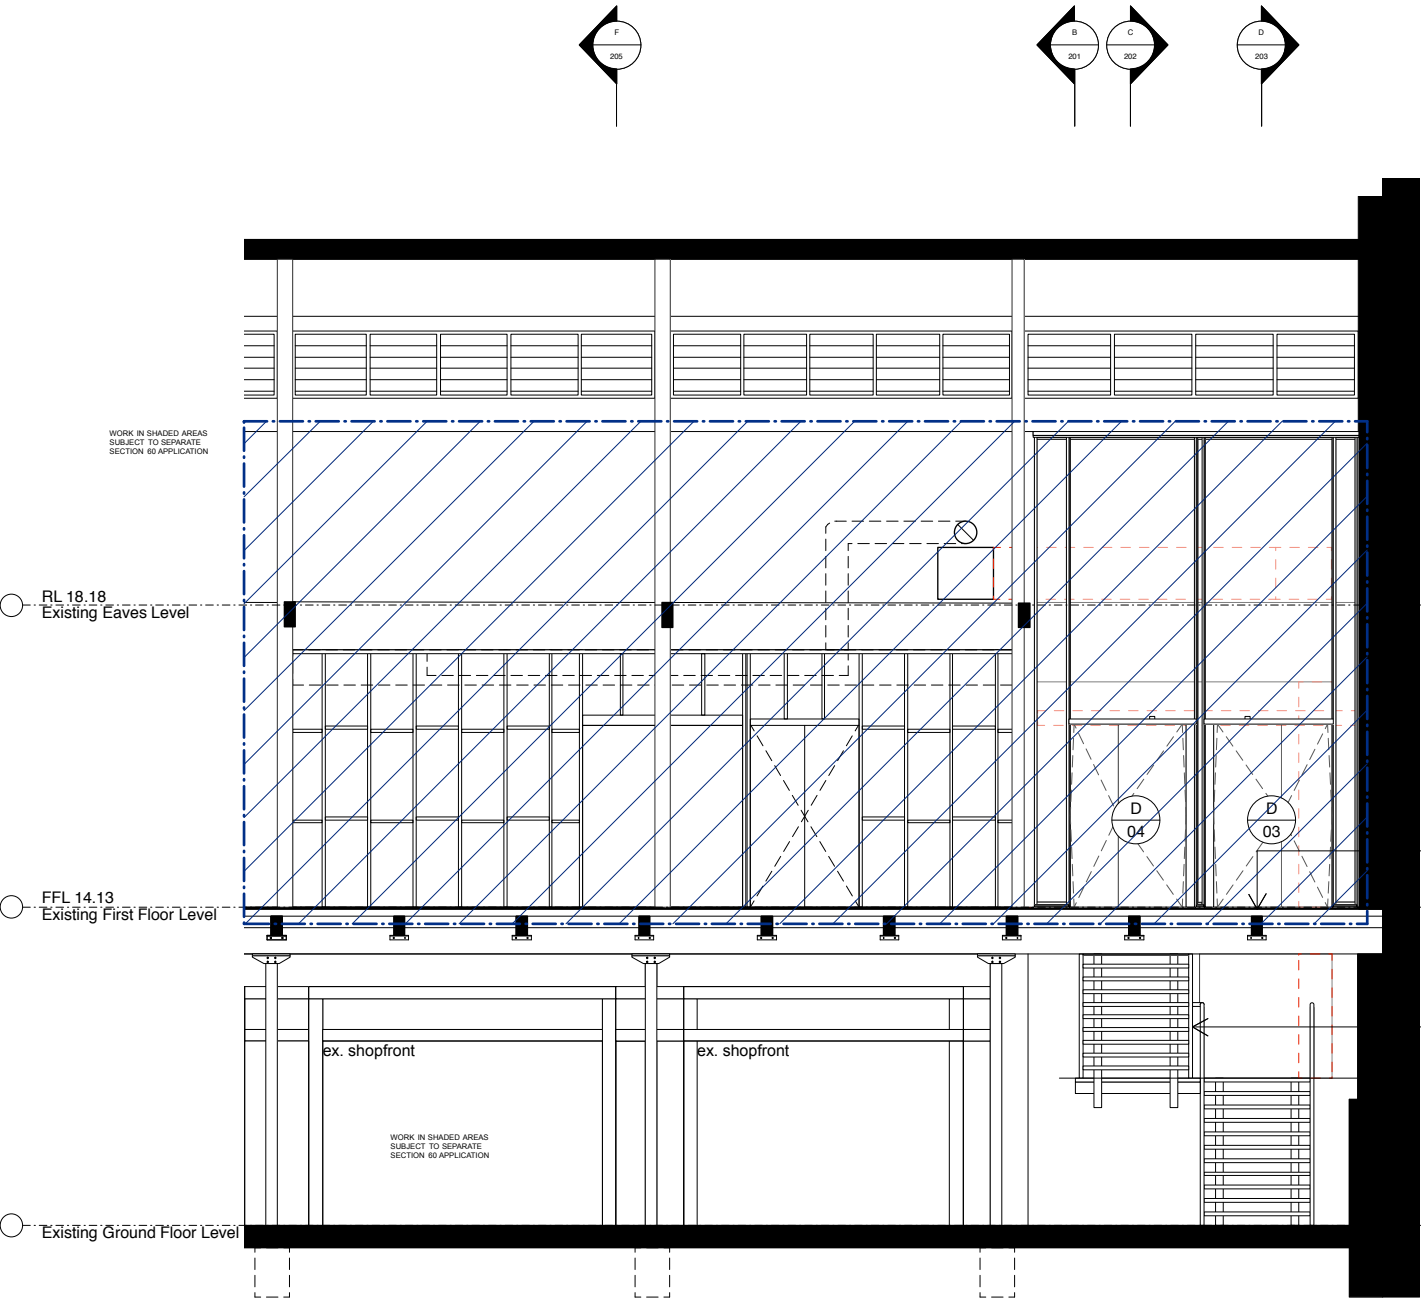 F
205
B
201
C
202
D
203
WORK IN SHADED AREAS
SUBJECT TO SEPARATE
SECTION 60 APPLICATION
RL 18.18
Existing Eaves Level
D
04
D
03
FFL 14.13
Existing First Floor Level
ex. shopfront
ex. shopfront
WORK IN SHADED AREAS
SUBJECT TO SEPARATE
SECTION 60 APPLICATION
Existing Ground Floor Level